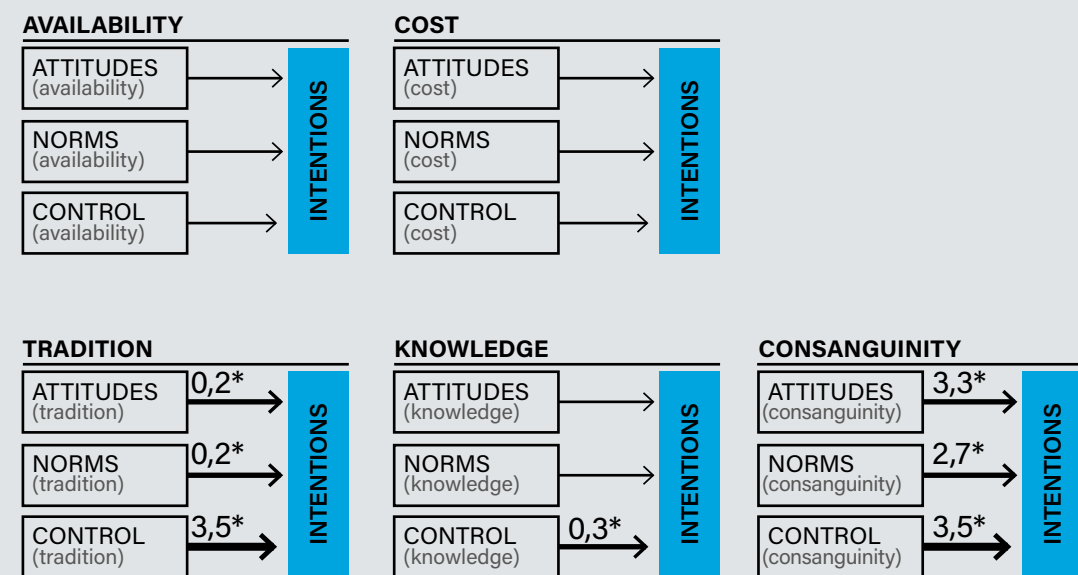 AVAILABILITY
ATTITUDES
(availability)
NORMS
(availability)
CONTROL
(availability)
INTENTIONS
COST
ATTITUDES
(cost)
NORMS
(cost)
CONTROL
(cost)
INTENTIONS
TRADITION
ATTITUDES
(tradition)
0,2*
NORMS
(tradition)
0,2*
CONTROL
(tradition)
3,5*
INTENTIONS
KNOWLEDGE
ATTITUDES
(knowledge)
NORMS
(knowledge)
CONTROL
(knowledge)
0,3*
INTENTIONS
CONSANGUINITY
ATTITUDES
(consanguinity)
3,3*
NORMS
(consanguinity)
2,7*
CONTROL
(consanguinity)
3,5*
INTENTIONS